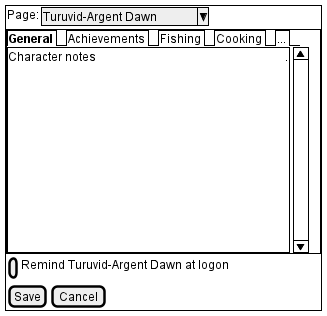 Page: Turuvid-Argent Dawn
General Achievements Fishing Cooking ...
Character notes .
Remind Turuvid-Argent Dawn at logon
Save Cancel